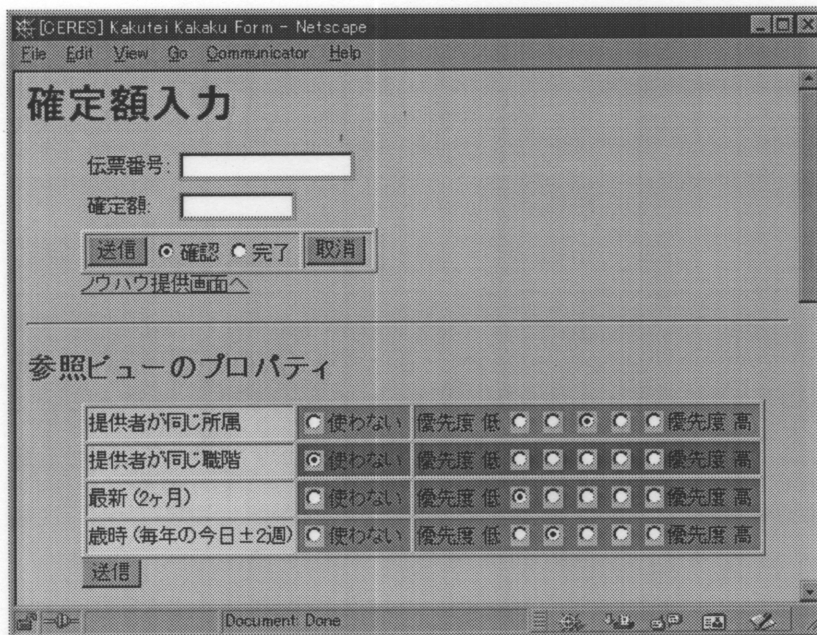 [CERES] Kakutei Kakaku Form - Netscape
File Edit View Go Communicator Help
確定額入力
伝票番号:
確定額:
送信 確認 完了 取消
ノウハウ提供画面へ
参照ビューのプロパティ
提供者が同じ所属 使わない 優先度 低 優先度 高
提供者が同じ職階 使わない 優先度 低 優先度 高
最新 (2ヶ月) 使わない 優先度 低 優先度 高
歳時 (毎年の今日±2週) 使わない 優先度 低 優先度 高
送信
Document: Done